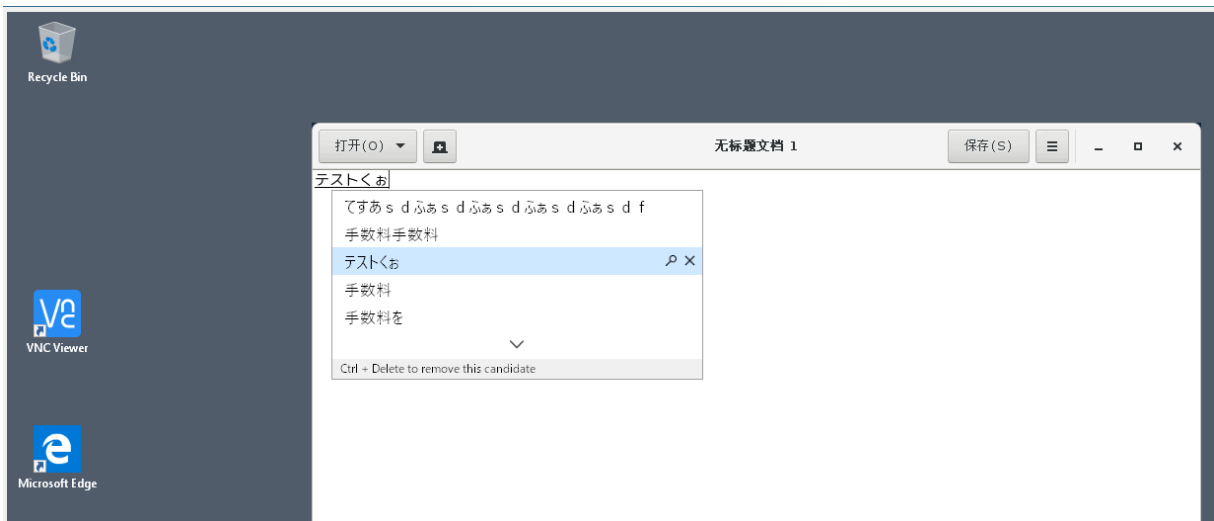 Recycle Bin
打开(O)
无标题文档 1
保存(S)
テストくぉ
てすあｓｄふぁｓｄふぁｓｄふぁｓｄふぁｓｄｆ
手数料手数料
テストくぉ
手数料
手数料を
Ctrl + Delete to remove this candidate
VNC Viewer
Microsoft Edge